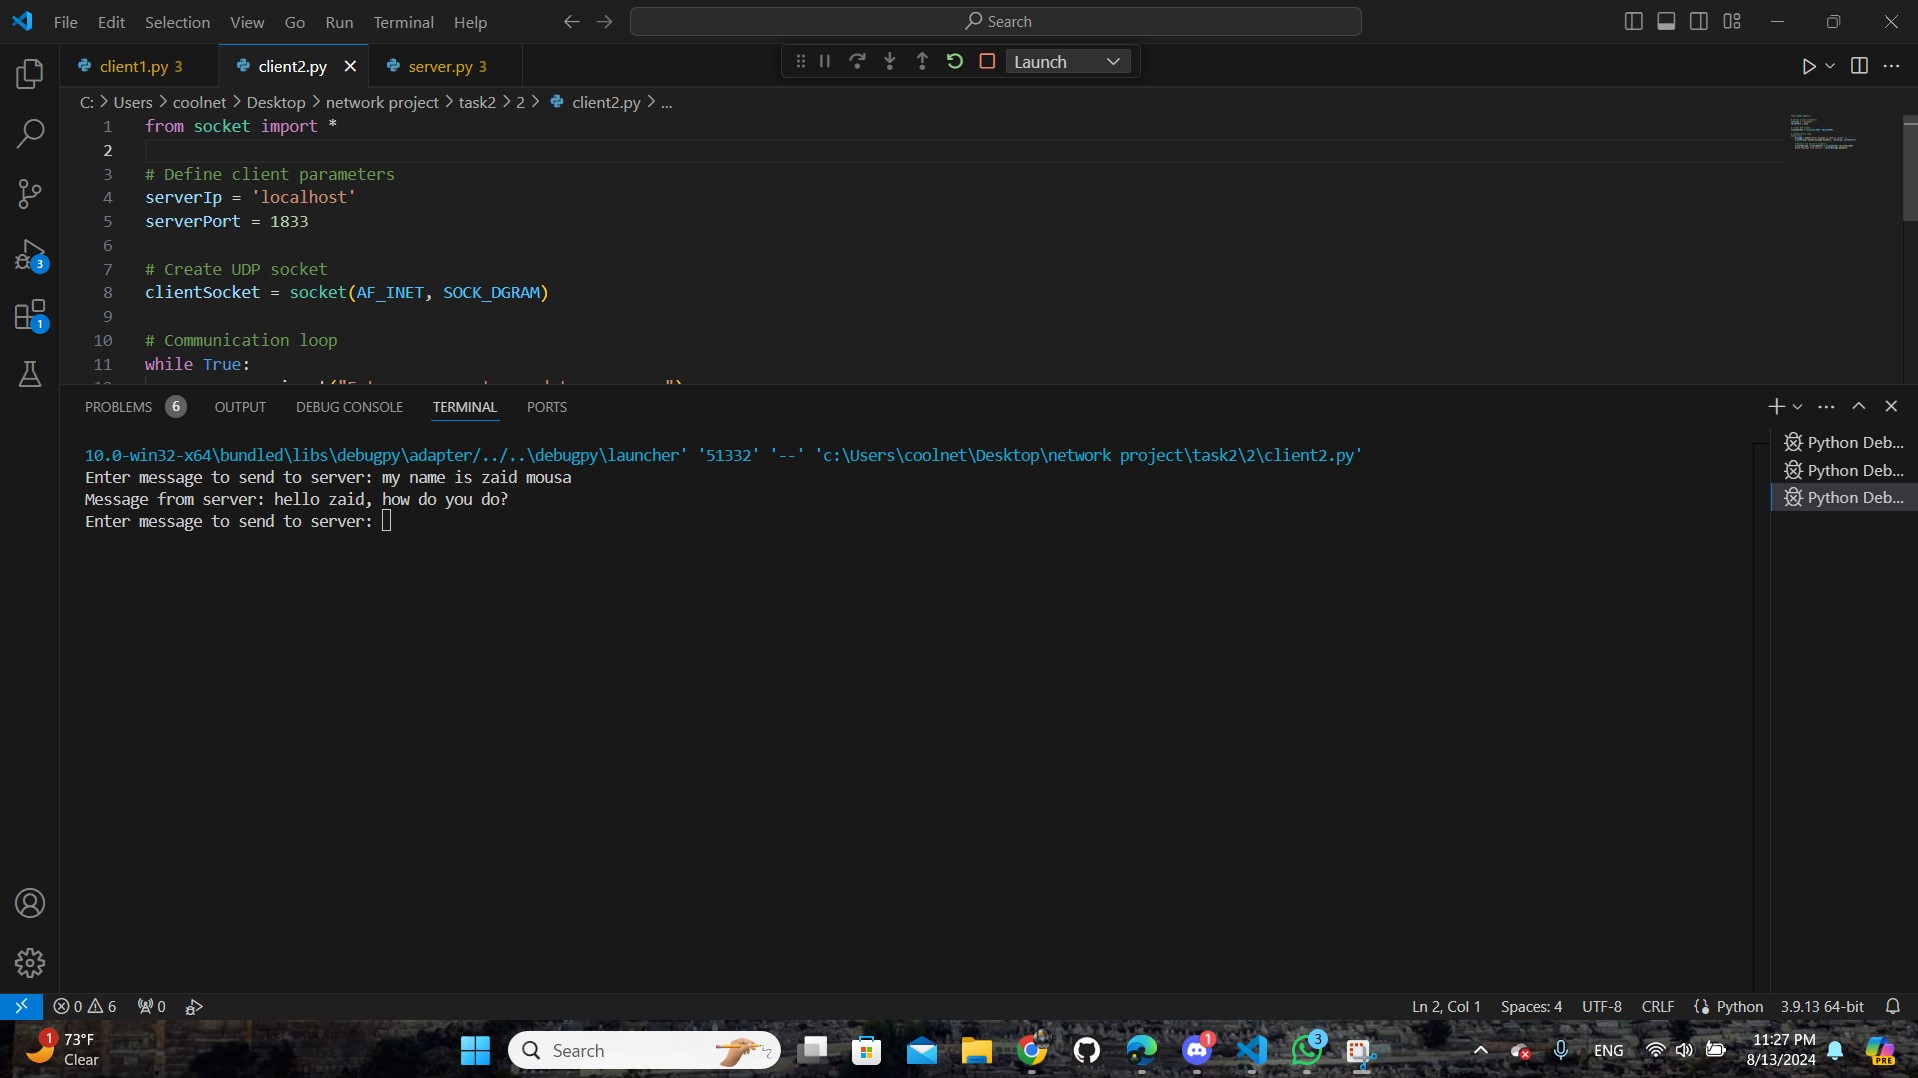 File Edit Selection View Go Run Terminal Help
Search
client1.py 3
client2.py
server.py 3
Launch
C: > Users > coolnet > Desktop > network project > task2 > 2 > client2.py > ...
1 from socket import *
2
3 # Define client parameters
4 serverIp = 'localhost'
5 serverPort = 1833
6
7 # Create UDP socket
8 clientSocket = socket(AF_INET, SOCK_DGRAM)
9
10 # Communication loop
11 while True:
3
1
PROBLEMS 6 OUTPUT DEBUG CONSOLE TERMINAL PORTS
10.0-win32-x64\bundled\libs\debugpy\adapter/../..\debugpy\launcher' '51332' '--' 'c:\Users\coolnet\Desktop\network project\task2\2\client2.py'
Enter message to send to server: my name is zaid mousa
Message from server: hello zaid, how do you do?
Enter message to send to server:
Python Deb...
Python Deb...
Python Deb...
0 6 0
Ln 2, Col 1 Spaces: 4 UTF-8 CRLF Python 3.9.13 64-bit
1
73°F
Clear
Search
1
3
ENG
11:27 PM
8/13/2024
PRE